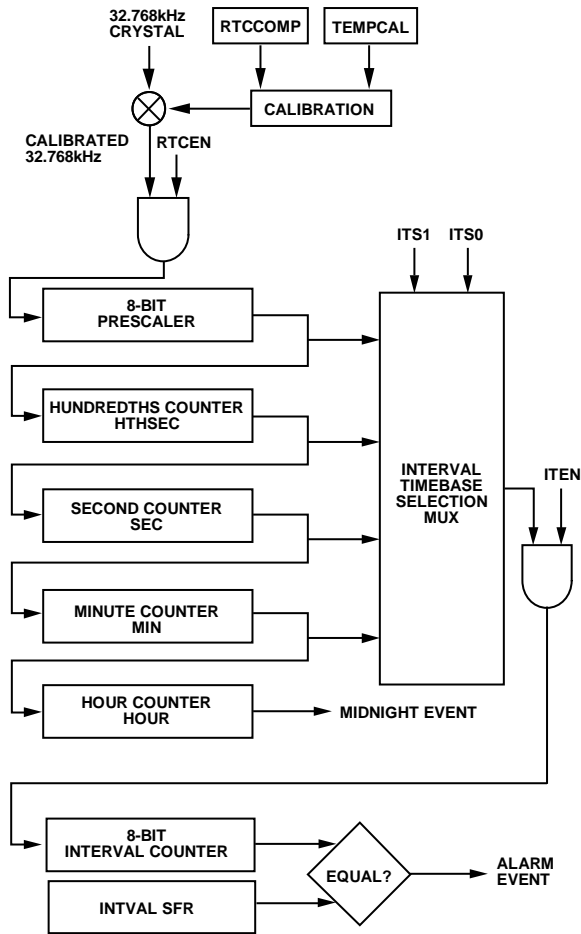 32.768kHz
CRYSTAL
RTCCOMP
TEMPCAL
CALIBRATION
CALIBRATED
32.768kHz
RTCEN
ITS1
ITS0
8-BIT
PRESCALER
HUNDREDTHS COUNTER
HTHSEC
INTERVAL
TIMEBASE
SELECTION
MUX
ITEN
SECOND COUNTER
SEC
MINUTE COUNTER
MIN
HOUR COUNTER
HOUR
MIDNIGHT EVENT
8-BIT
INTERVAL COUNTER
EQUAL?
ALARM
EVENT
INTVAL SFR